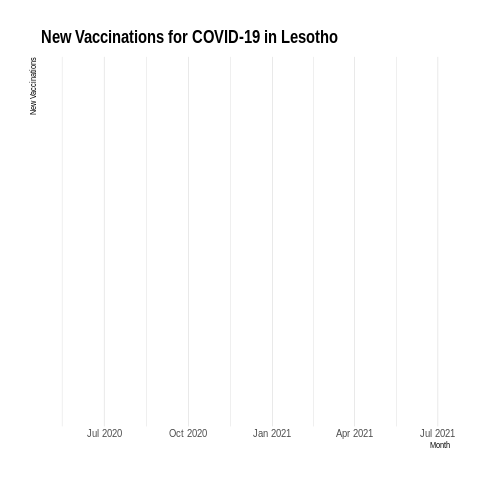 New Vaccinations for COVID-19 in Lesotho
New Vaccinations
Jul 2020
Oct 2020
Jan 2021
Apr 2021
Jul 2021
Month